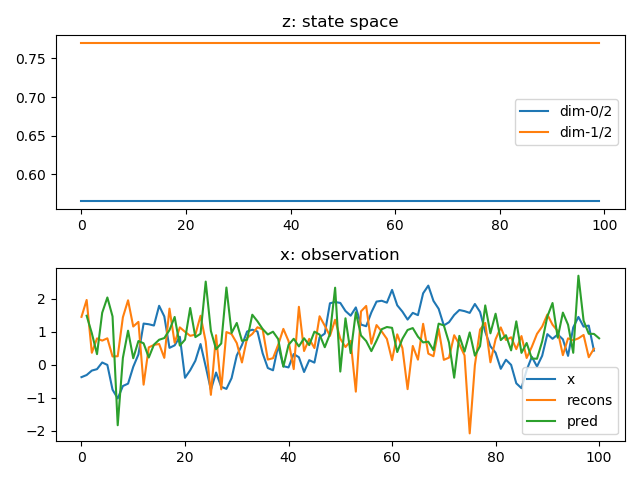 z: state space
0.75
0.70
0.65
0.60
dim-0/2
dim-1/2
0 20 40 60 80 100
x: observation
2
1
0
−1
−2
x
recons
pred
0 20 40 60 80 100